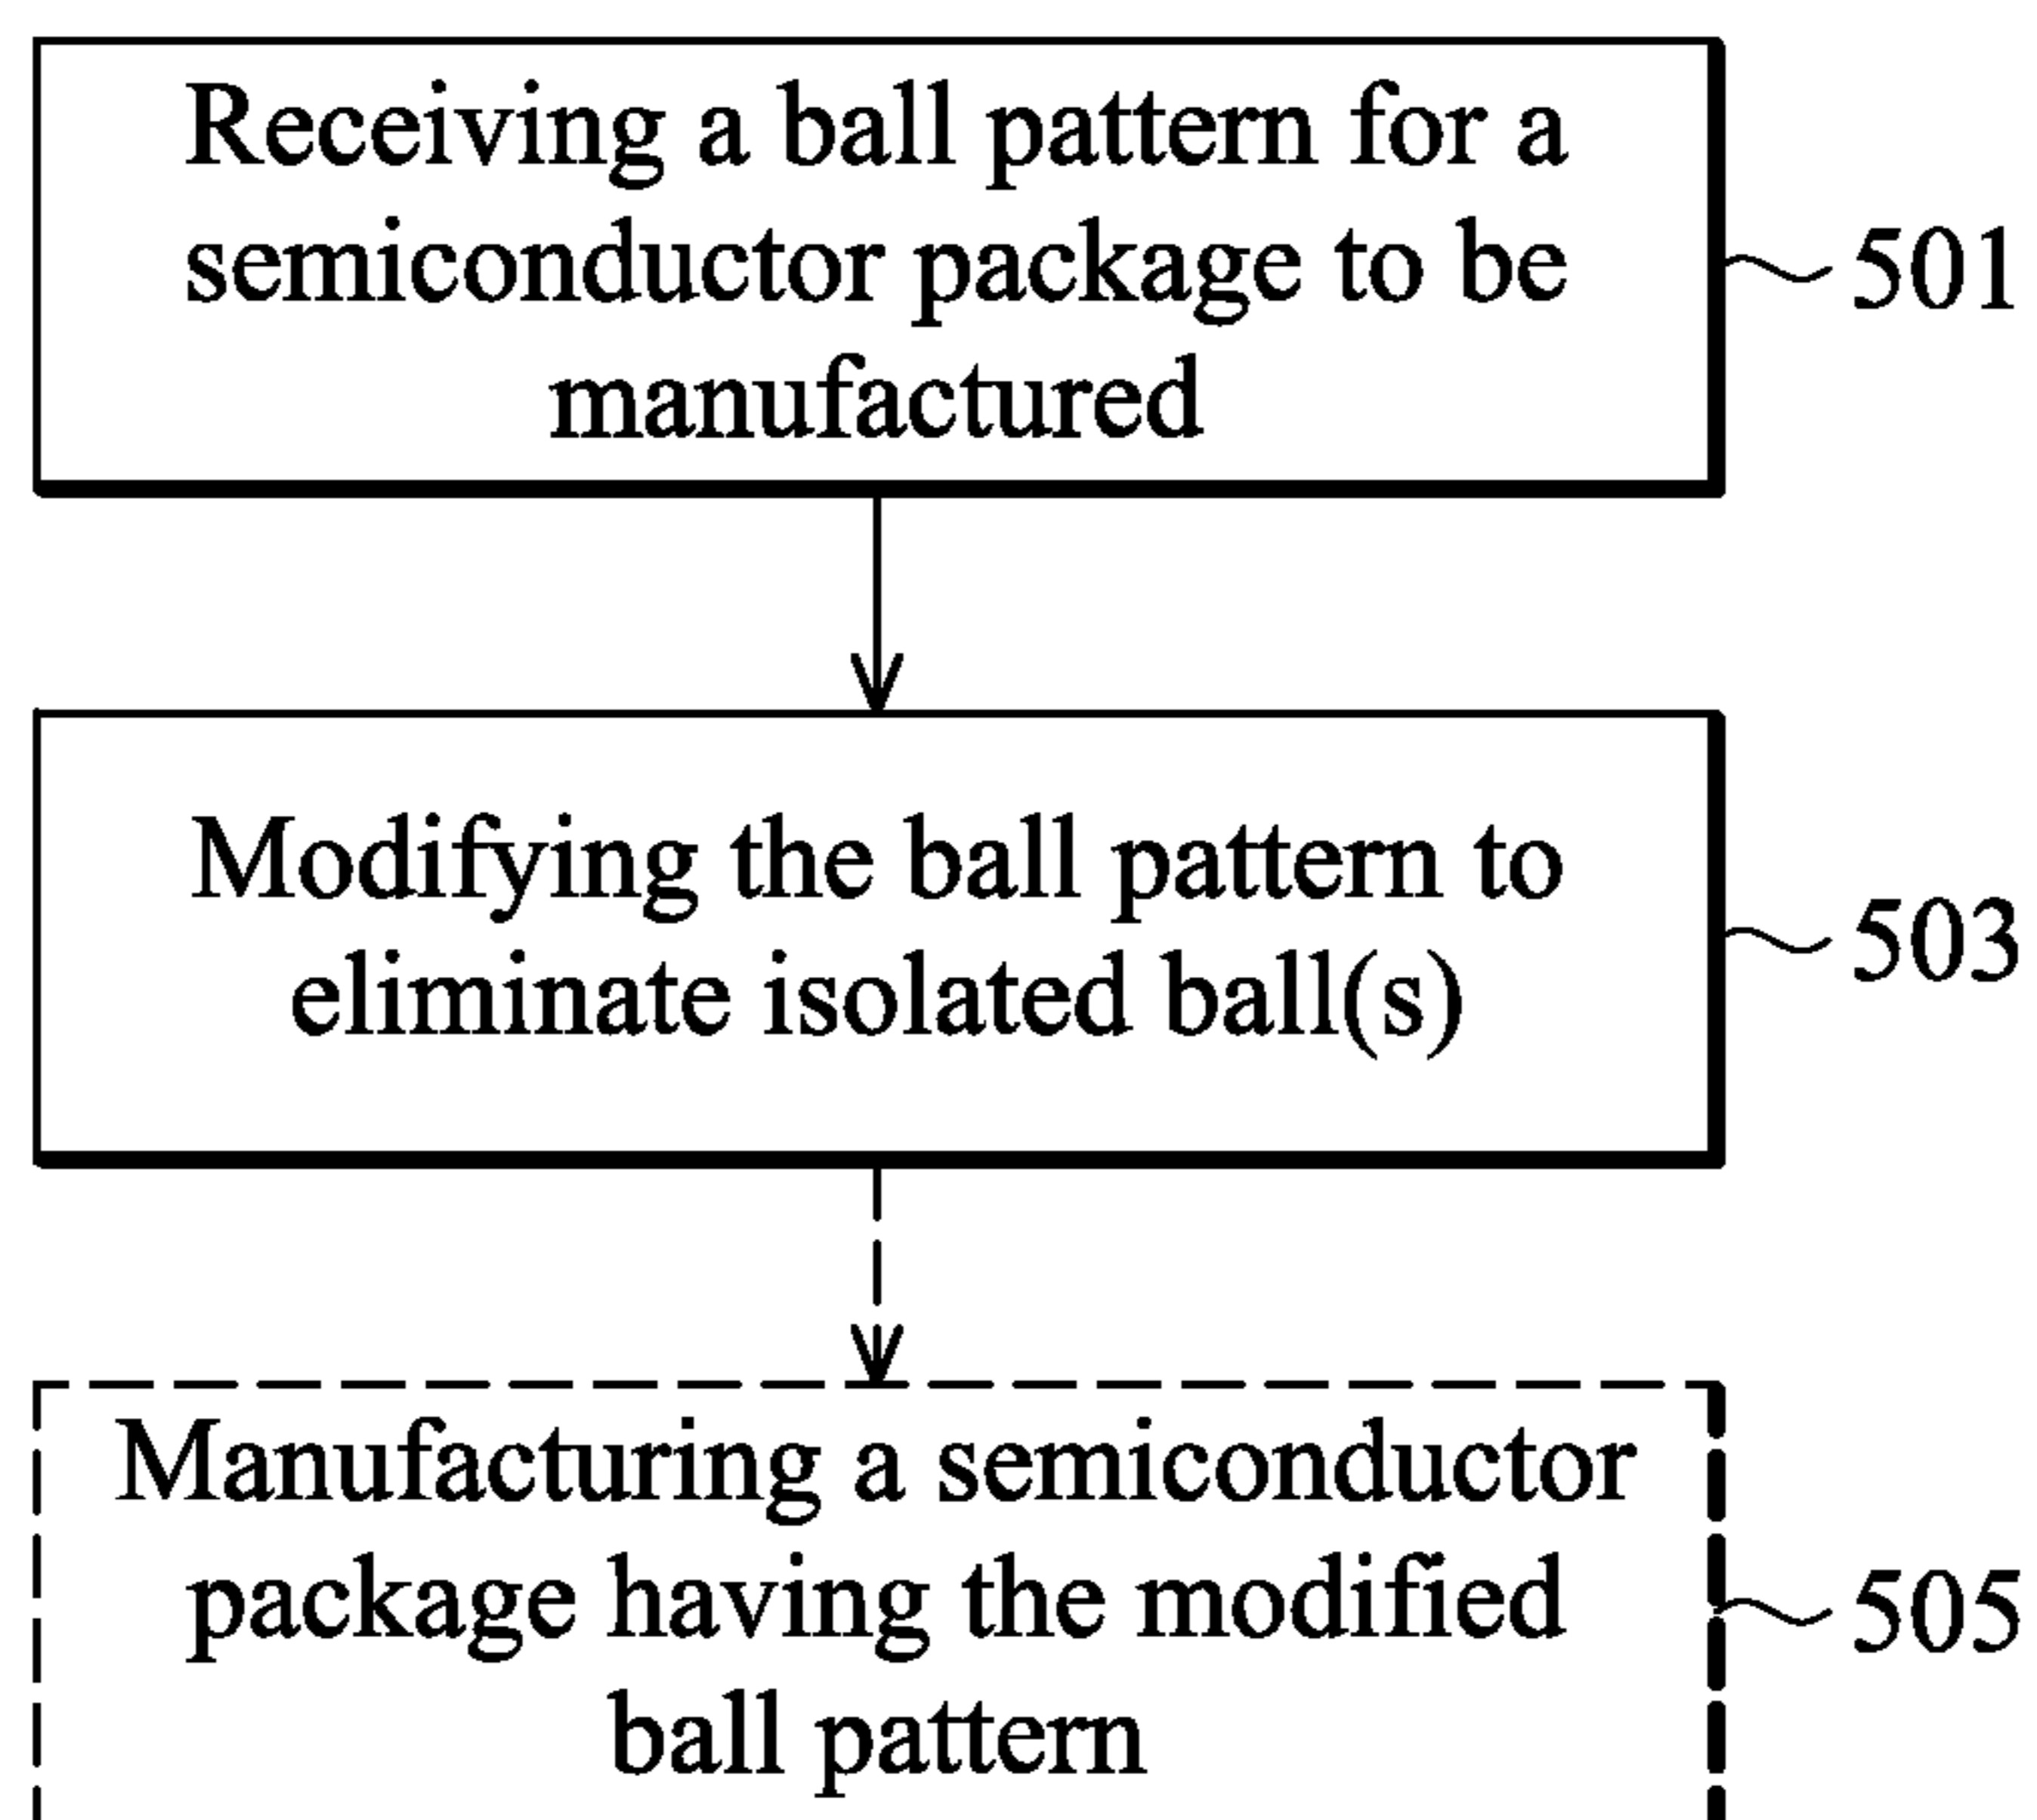 Receiving a ball pattern for a
semiconductor package to be
manufactured
501
Modifying the ball pattern to
eliminate isolated ball(s)
503
Manufacturing a semiconductor
package having the modified
ball pattern
505